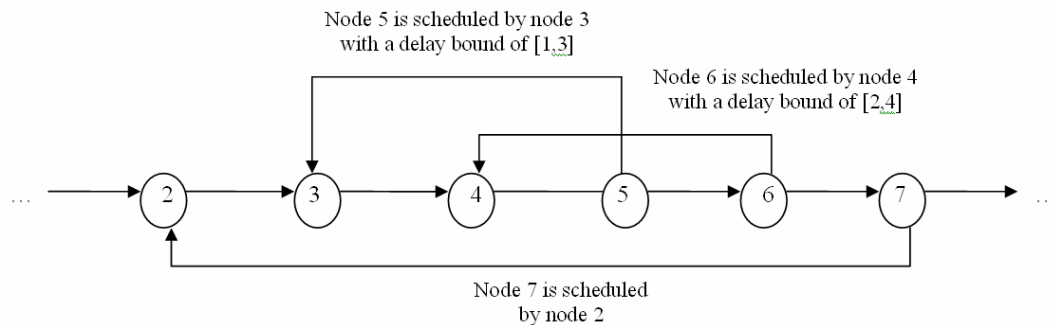 Node 5 is scheduled by node 3
with a delay bound of [1,3]
Node 6 is scheduled by node 4
with a delay bound of [2,4]
... 2 3 4 5 6 7 ..
Node 7 is scheduled
by node 2